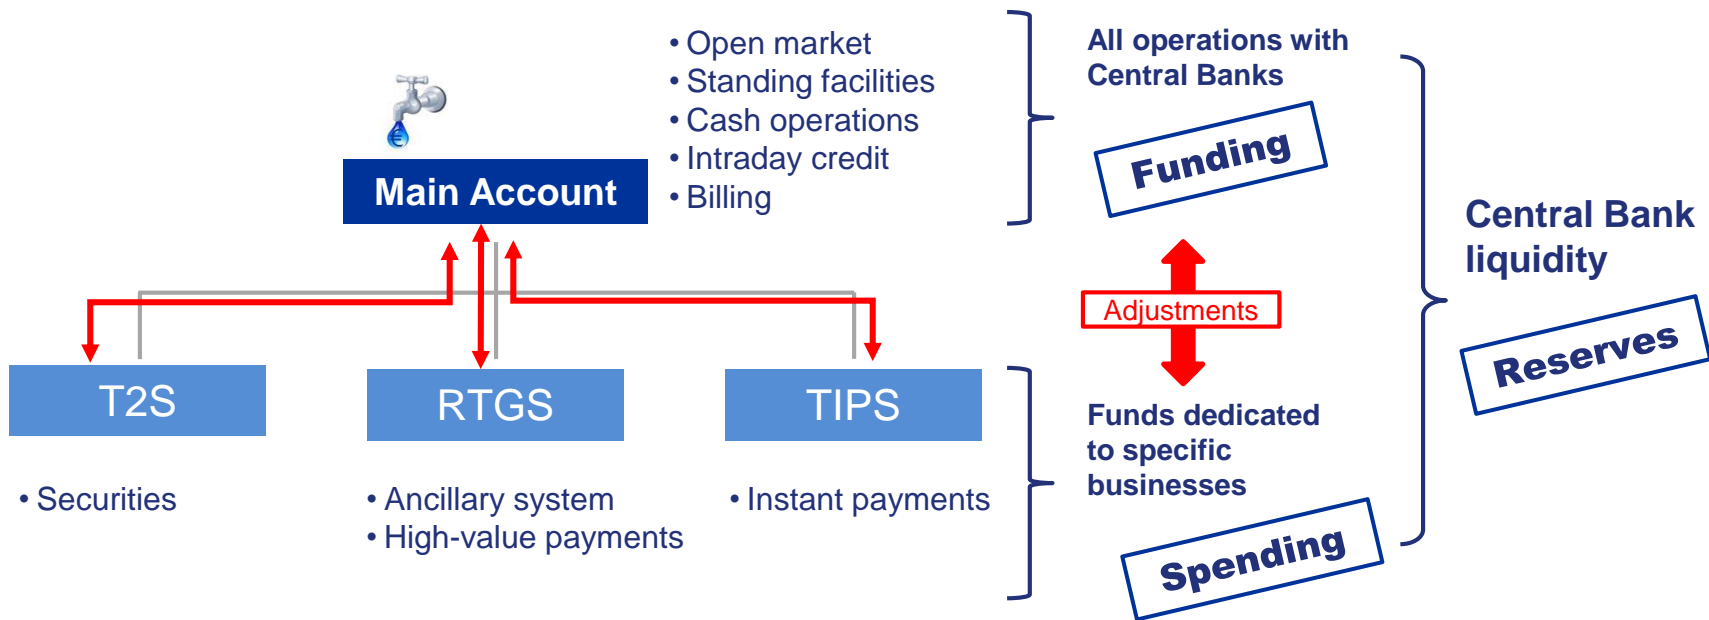 • Open market
• Standing facilities
• Cash operations
• Intraday credit
• Billing
€
Main Account
All operations with
Central Banks
Funding
Central Bank
liquidity
Reserves
Adjustments
T2S
RTGS
TIPS
• Securities
• Ancillary system
• High-value payments
• Instant payments
Funds dedicated
to specific
businesses
Spending